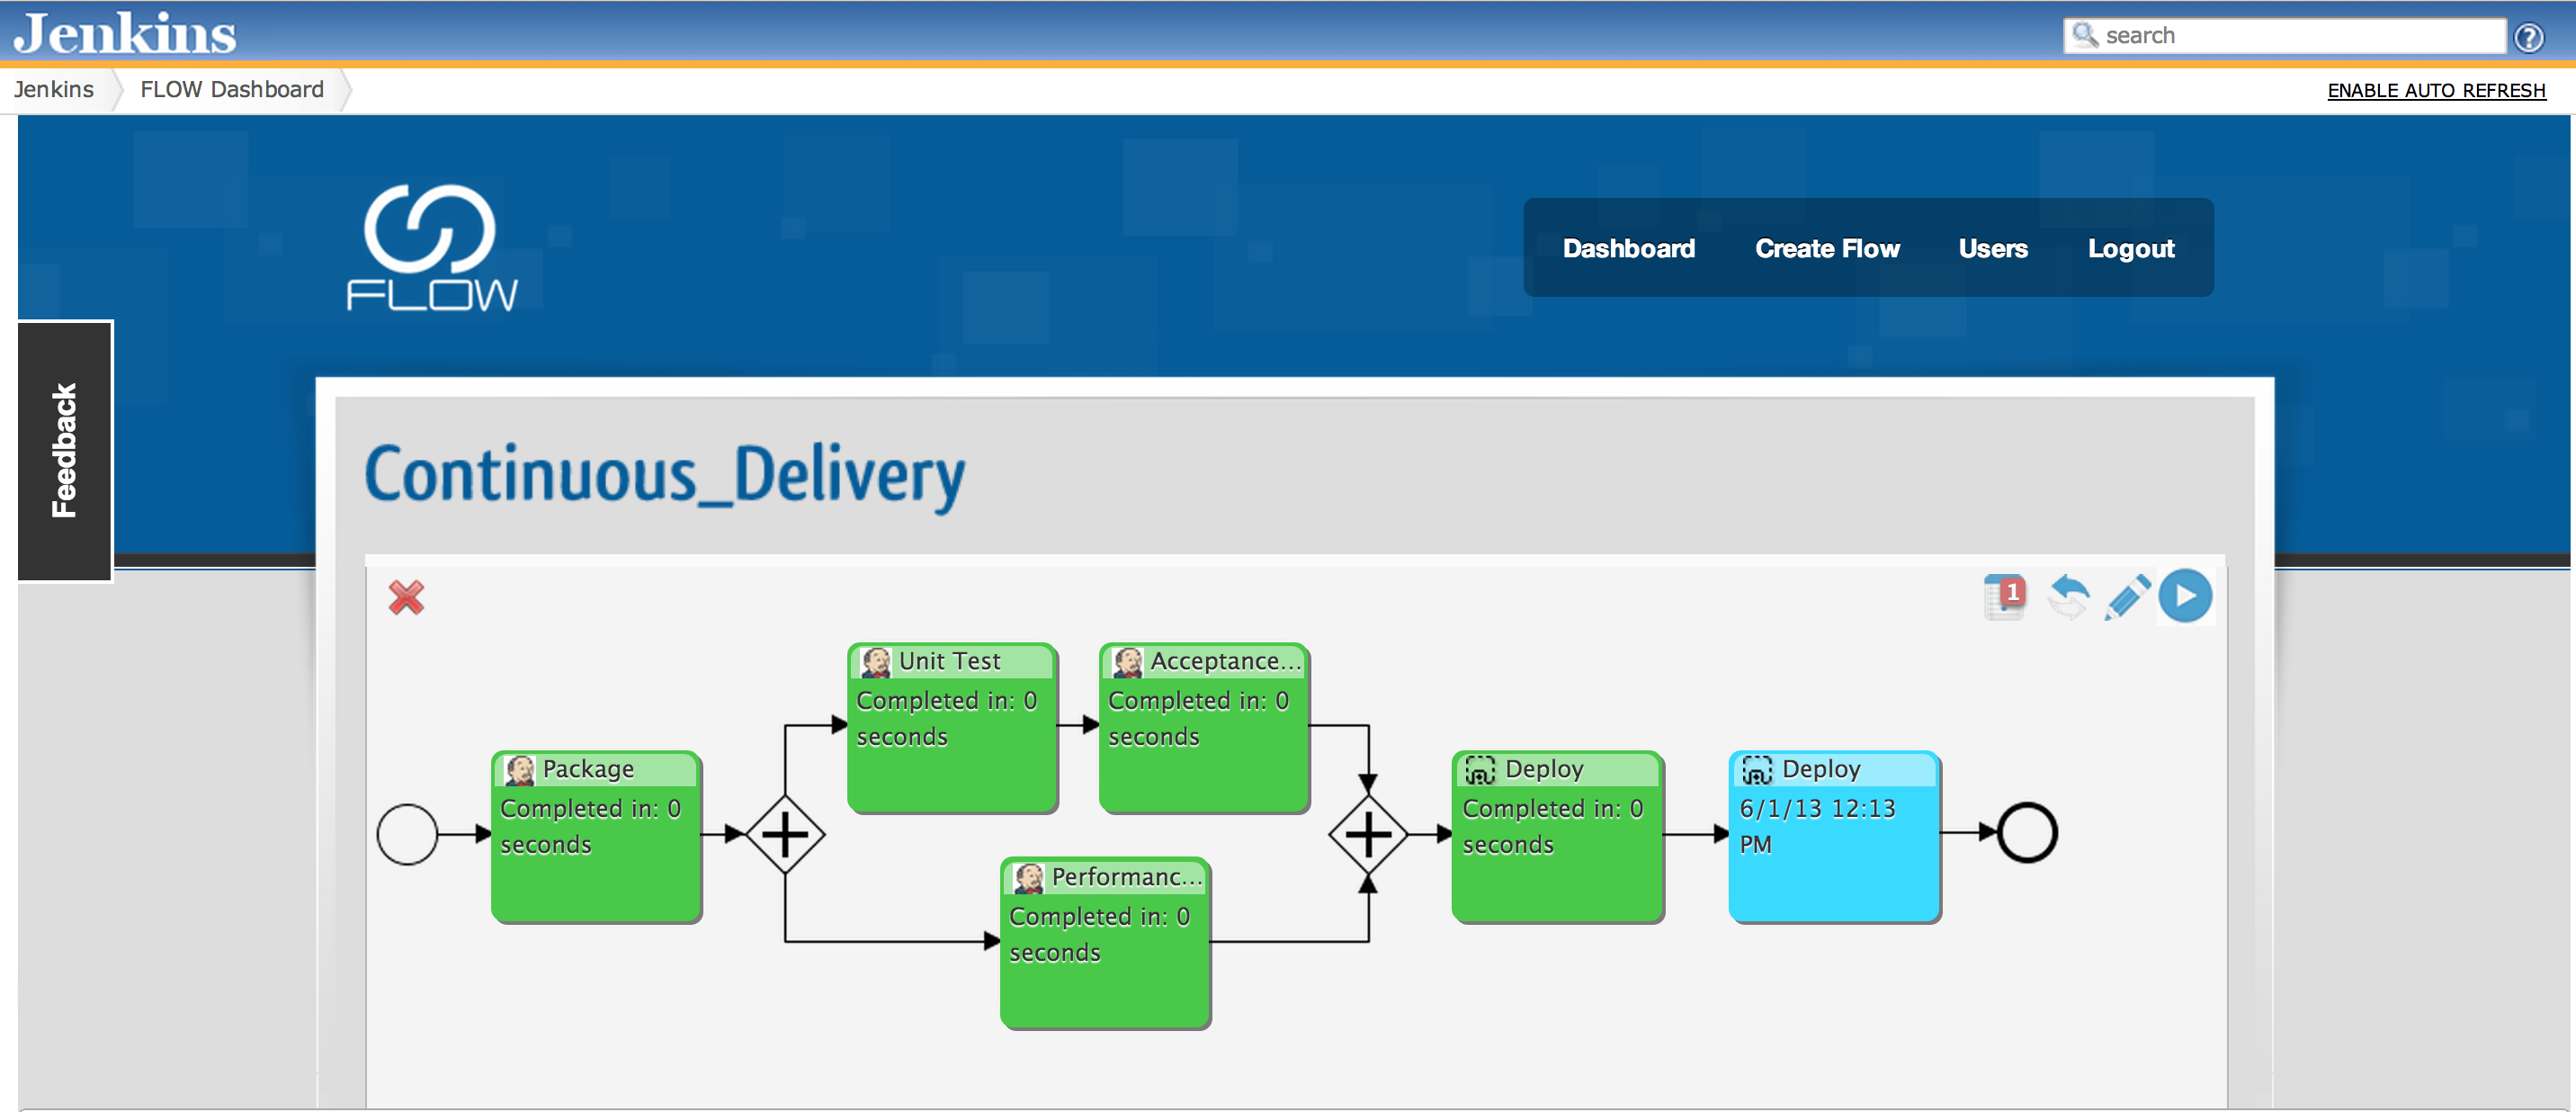 Jenkins
search
Jenkins
FLOW Dashboard
ENABLE AUTO REFRESH
FLOW
Dashboard
Create Flow
Users
Logout
Feedback
Continuous_Delivery
1
Unit Test
Completed in: 0
seconds
Acceptance...
Completed in: 0
seconds
Package
Completed in: 0
seconds
Performanc...
Completed in: 0
seconds
Deploy
Completed in: 0
seconds
Deploy
6/1/13 12:13
PM